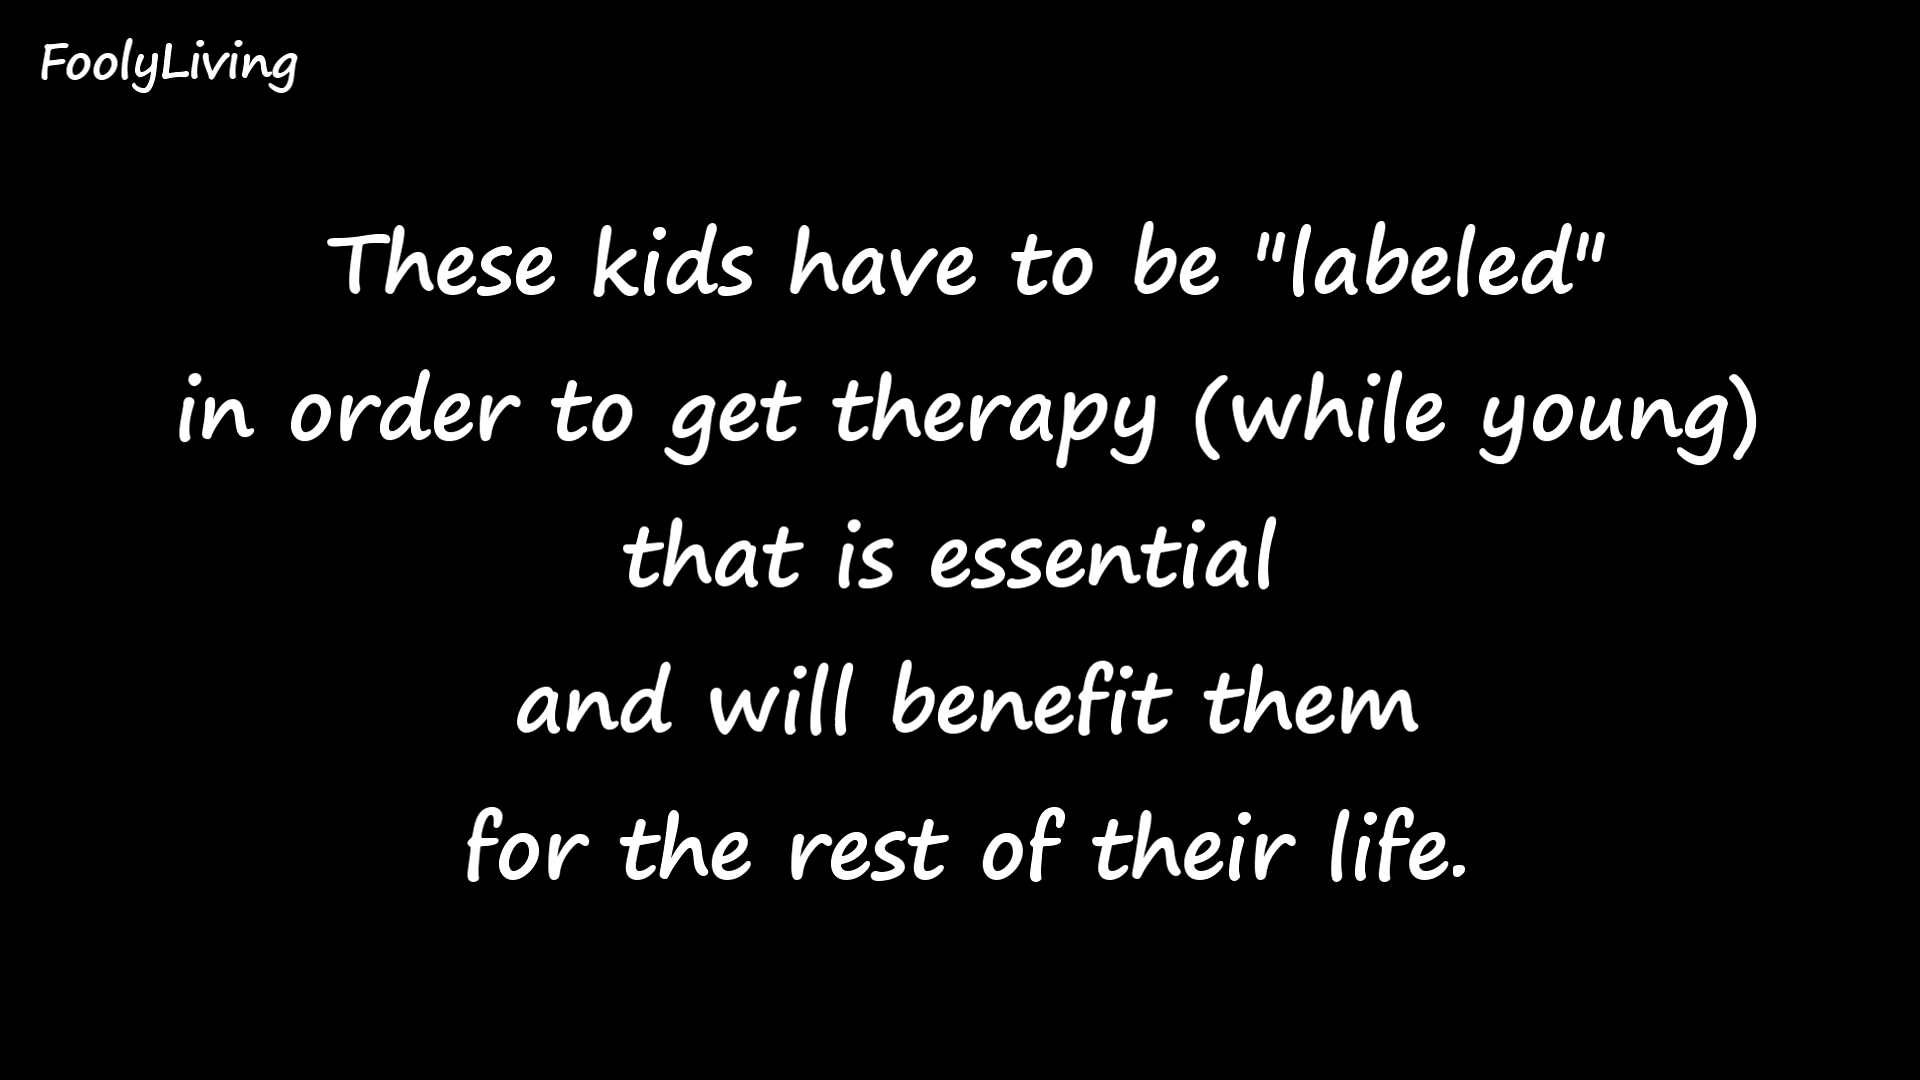 FoolyLiving
These kids have to be "labeled"
in order to get therapy (while young)
that is essential
and will benefit them
for the rest of their life.